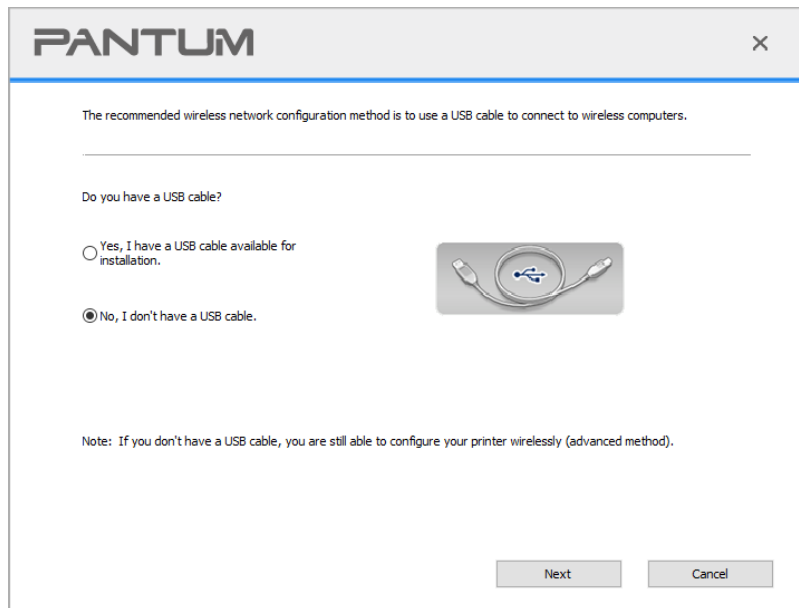 PANTUM
The recommended wireless network configuration method is to use a USB cable to connect to wireless computers.
Do you have a USB cable?
Yes, I have a USB cable available for
installation.
No, I don't have a USB cable.
Note: If you don't have a USB cable, you are still able to configure your printer wirelessly (advanced method).
Next
Cancel